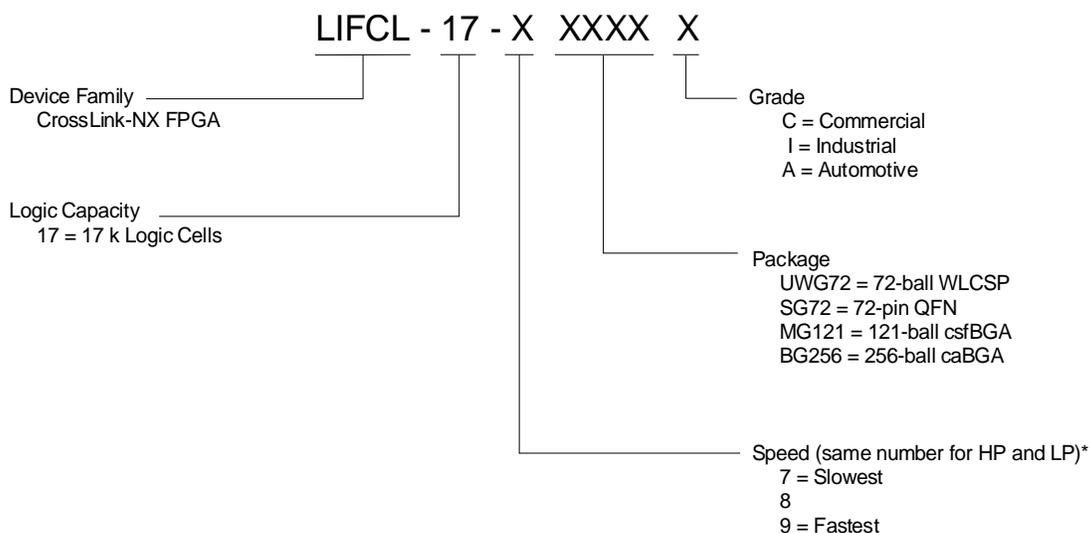 LIFCL - 17 - X XXXX X
Device Family
CrossLink-NX FPGA
Logic Capacity
17 = 17 k Logic Cells
Grade
C = Commercial
I = Industrial
A = Automotive
Package
UWG72 = 72-ball WLCSP
SG72 = 72-pin QFN
MG121 = 121-ball csfBGA
BG256 = 256-ball caBGA
Speed (same number for HP and LP)*
7 = Slowest
8
9 = Fastest